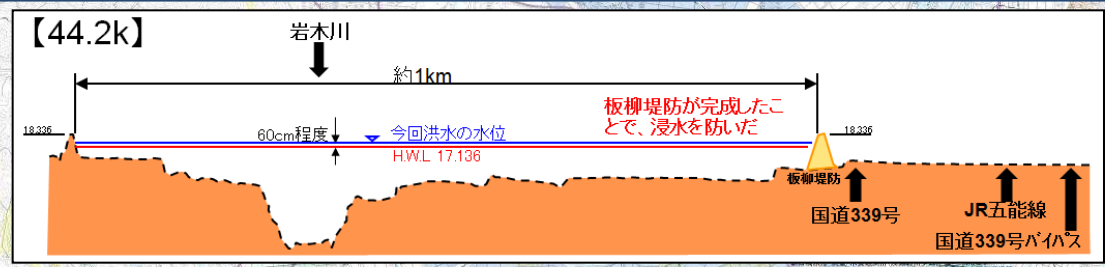 【44.2k】
岩木川
約1km
板柳堤防が完成したこ
とで、浸水を防いだ
18.336
60cm程度
今回洪水の水位
18.336
H.W.L 17.136
板柳堤防
国道339号
JR五能線
国道339号バイパス